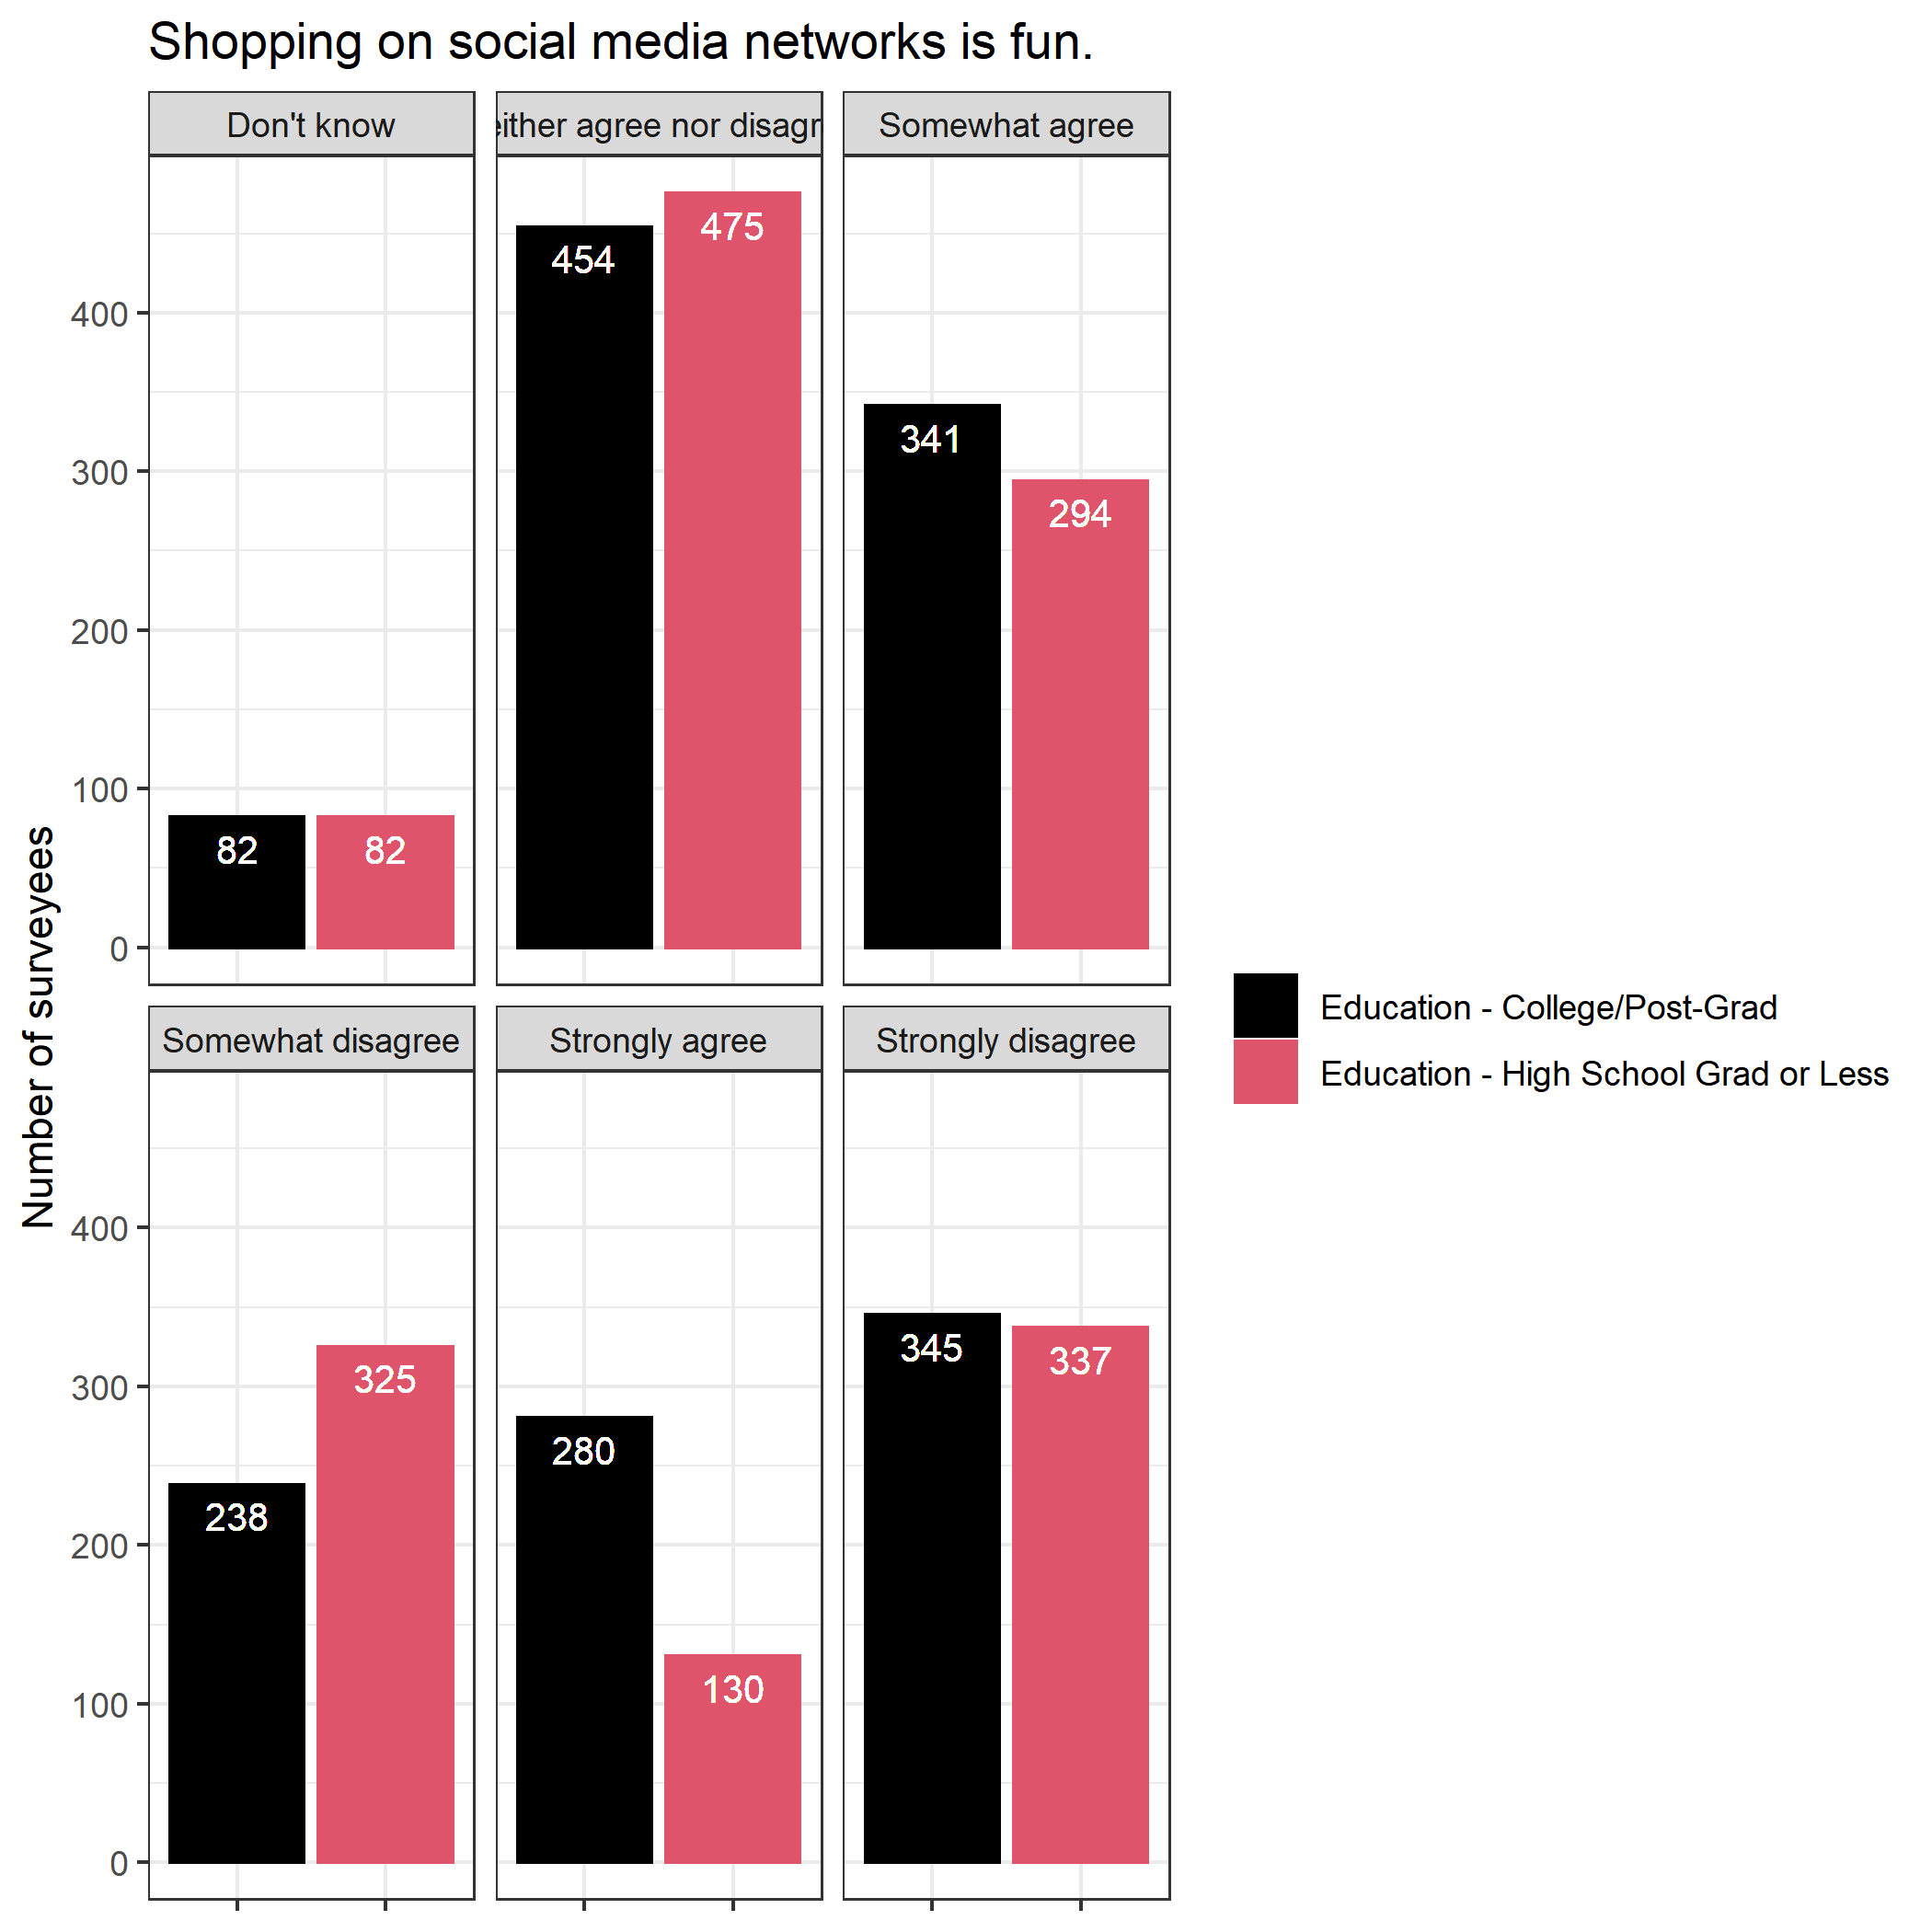 Shopping on social media networks is fun.
Don't know
either agree nor disagr
Somewhat agree
400
300
200
100
0
82
82
454
475
341
294
Number of surveyees
Somewhat disagree
Strongly agree
Strongly disagree
400
300
200
100
0
238
325
280
130
345
337
Education - College/Post-Grad
Education - High School Grad or Less